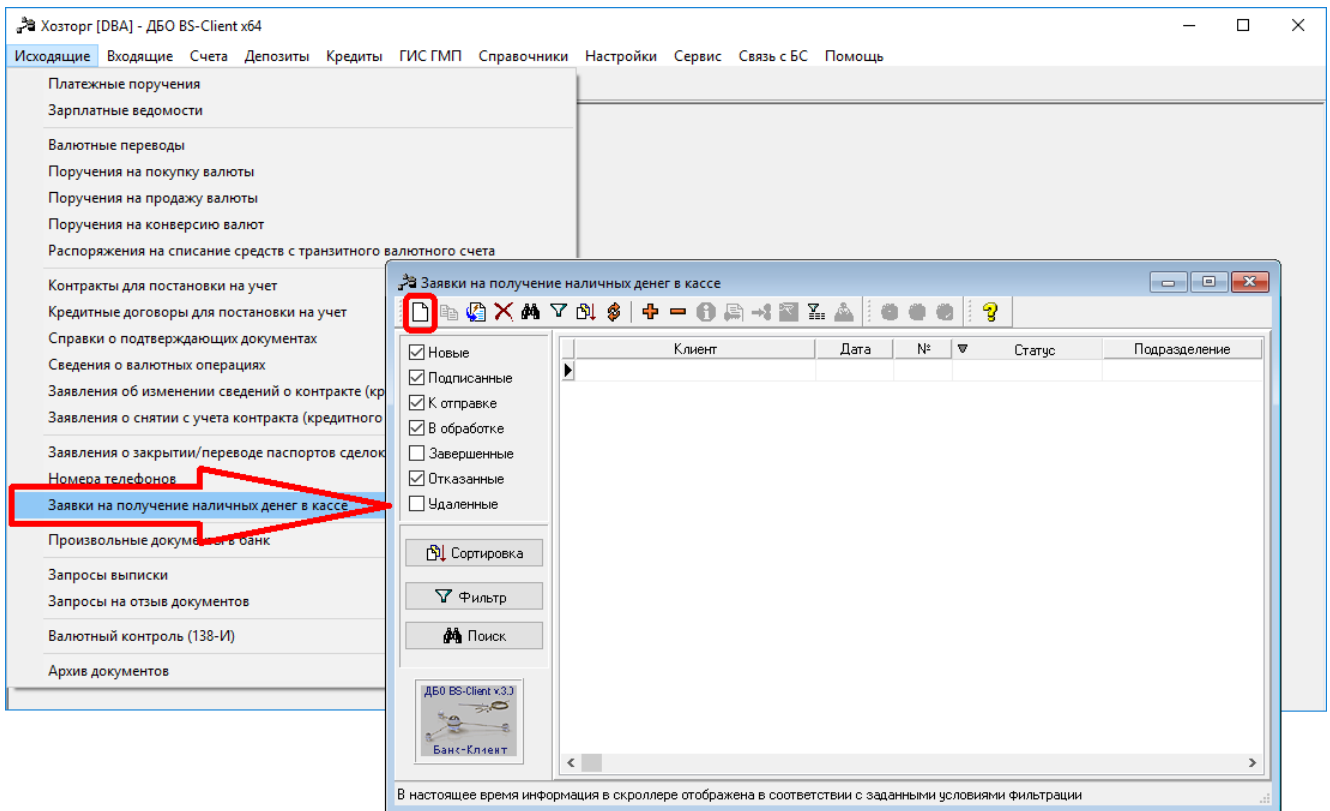 Хозторг [DBA] - ДБО BS-Client x64
Исходящие Входящие Счета Депозиты Кредиты ГИС ГМП Справочники Настройки Сервис Связь с БС Помощь
Платежные поручения
Зарплатные ведомости
Валютные переводы
Поручения на покупку валюты
Поручения на продажу валюты
Поручения на конверсию валют
Распоряжения на списание средств с транзитного валютного счета
Контракты для постановки на учет
Кредитные договоры для постановки на учет
Справки о подтверждающих документах
Сведения о валютных операциях
Заявления об изменении сведений о контракте (кр
Заявления о снятии с учета контракта (кредитного
Заявления о закрытии/переводе паспортов сделок
Номера телефонов
Заявки на получение наличных денег в кассе
Произвольные документы в банк
Запросы выписки
Запросы на отзыв документов
Валютный контроль (138-И)
Архив документов
Заявки на получение наличных денег в кассе
Клиент Дата № Статус Подразделение
Новые
Подписанные
К отправке
В обработке
Завершенные
Отказанные
Удаленные
Сортировка
Фильтр
Поиск
ДБО BS-Client v.3.0
Банк-Клиент
В настоящее время информация в скроллере отображена в соответствии с заданными условиями фильтрации